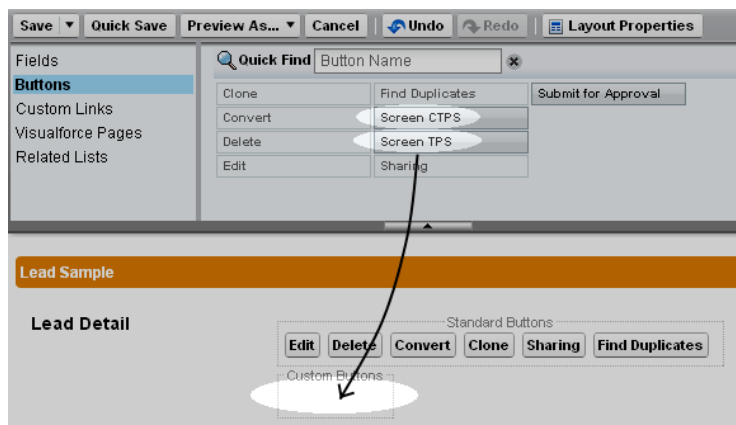 Save ▼ Quick Save Preview As... ▼ Cancel Undo Redo Layout Properties
Fields
Buttons
Custom Links
Visualforce Pages
Related Lists
Quick Find Button Name
Clone Find Duplicates Submit for Approval
Convert Screen CTPS
Delete Screen TPS
Edit Sharing
Lead Sample
Lead Detail
Standard Buttons
Edit Delete Convert Clone Sharing Find Duplicates
Custom Buttons